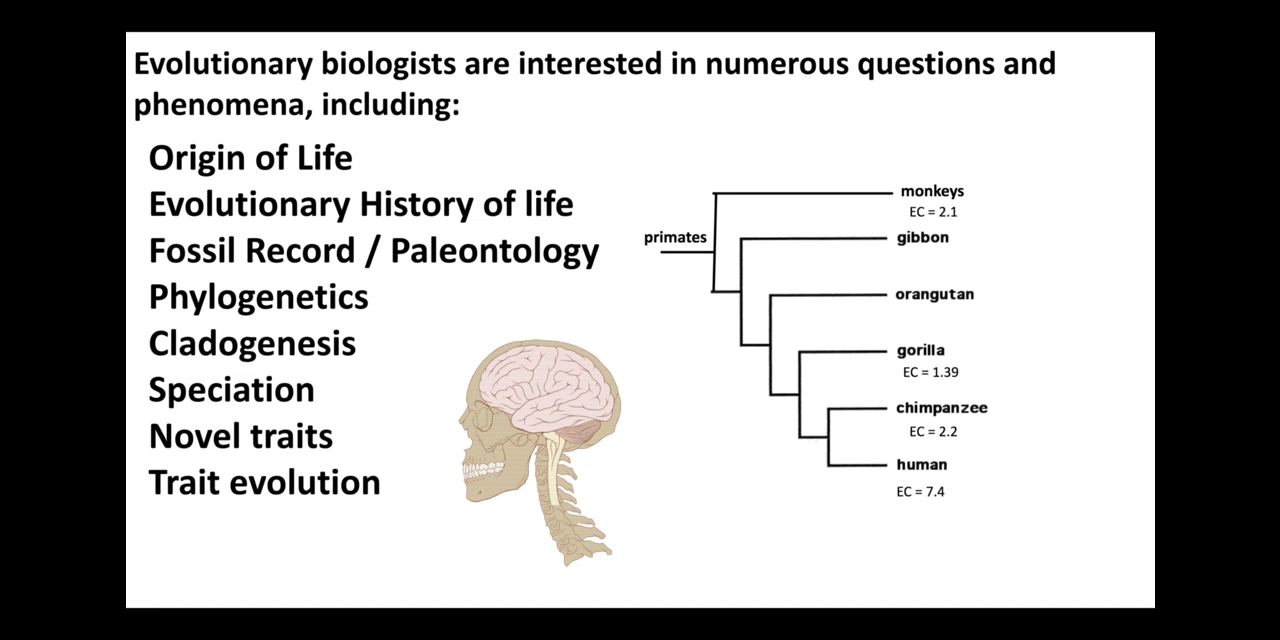 Evolutionary biologists are interested in numerous questions and
phenomena, including:
Origin of Life
Evolutionary History of life
Fossil Record / Paleontology
Phylogenetics
Cladogenesis
Speciation
Novel traits
Trait evolution
primates
monkeys
EC = 2.1
gibbon
orangutan
gorilla
EC = 1.39
chimpanzee
EC = 2.2
human
EC = 7.4